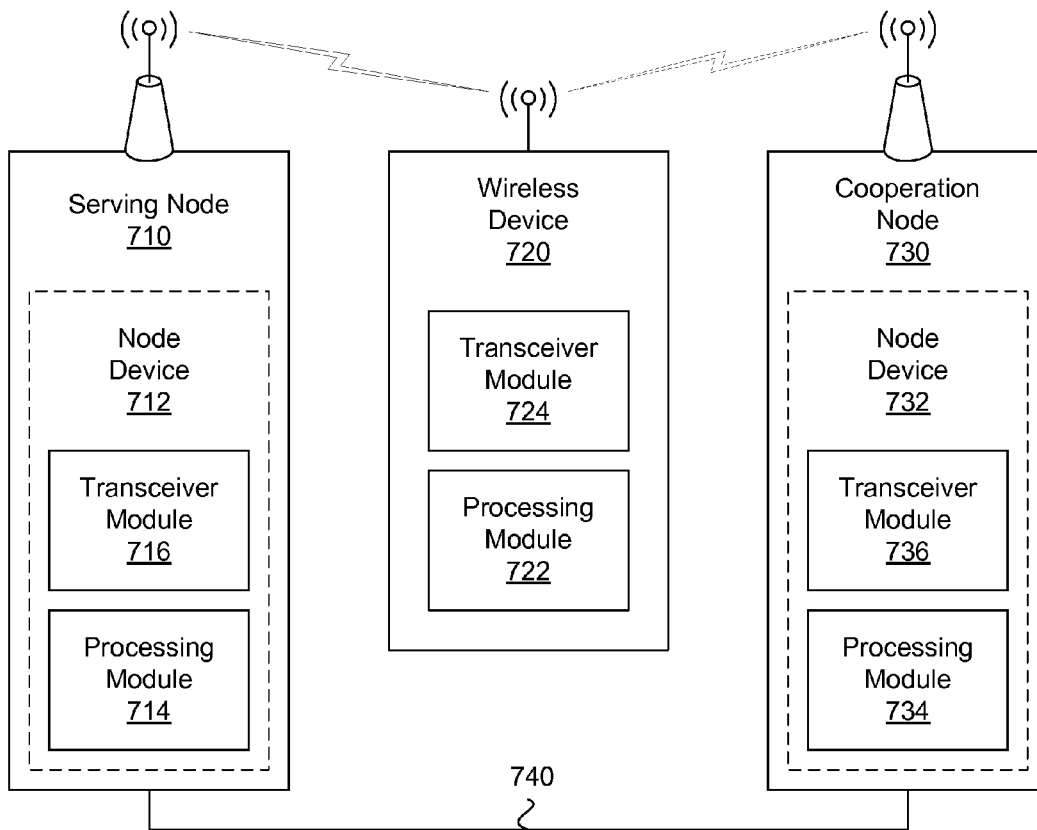 Serving Node
710
Node
Device
712
Transceiver
Module
716
Processing
Module
714
Wireless
Device
720
Transceiver
Module
724
Processing
Module
722
Cooperation
Node
730
Node
Device
732
Transceiver
Module
736
Processing
Module
734
740